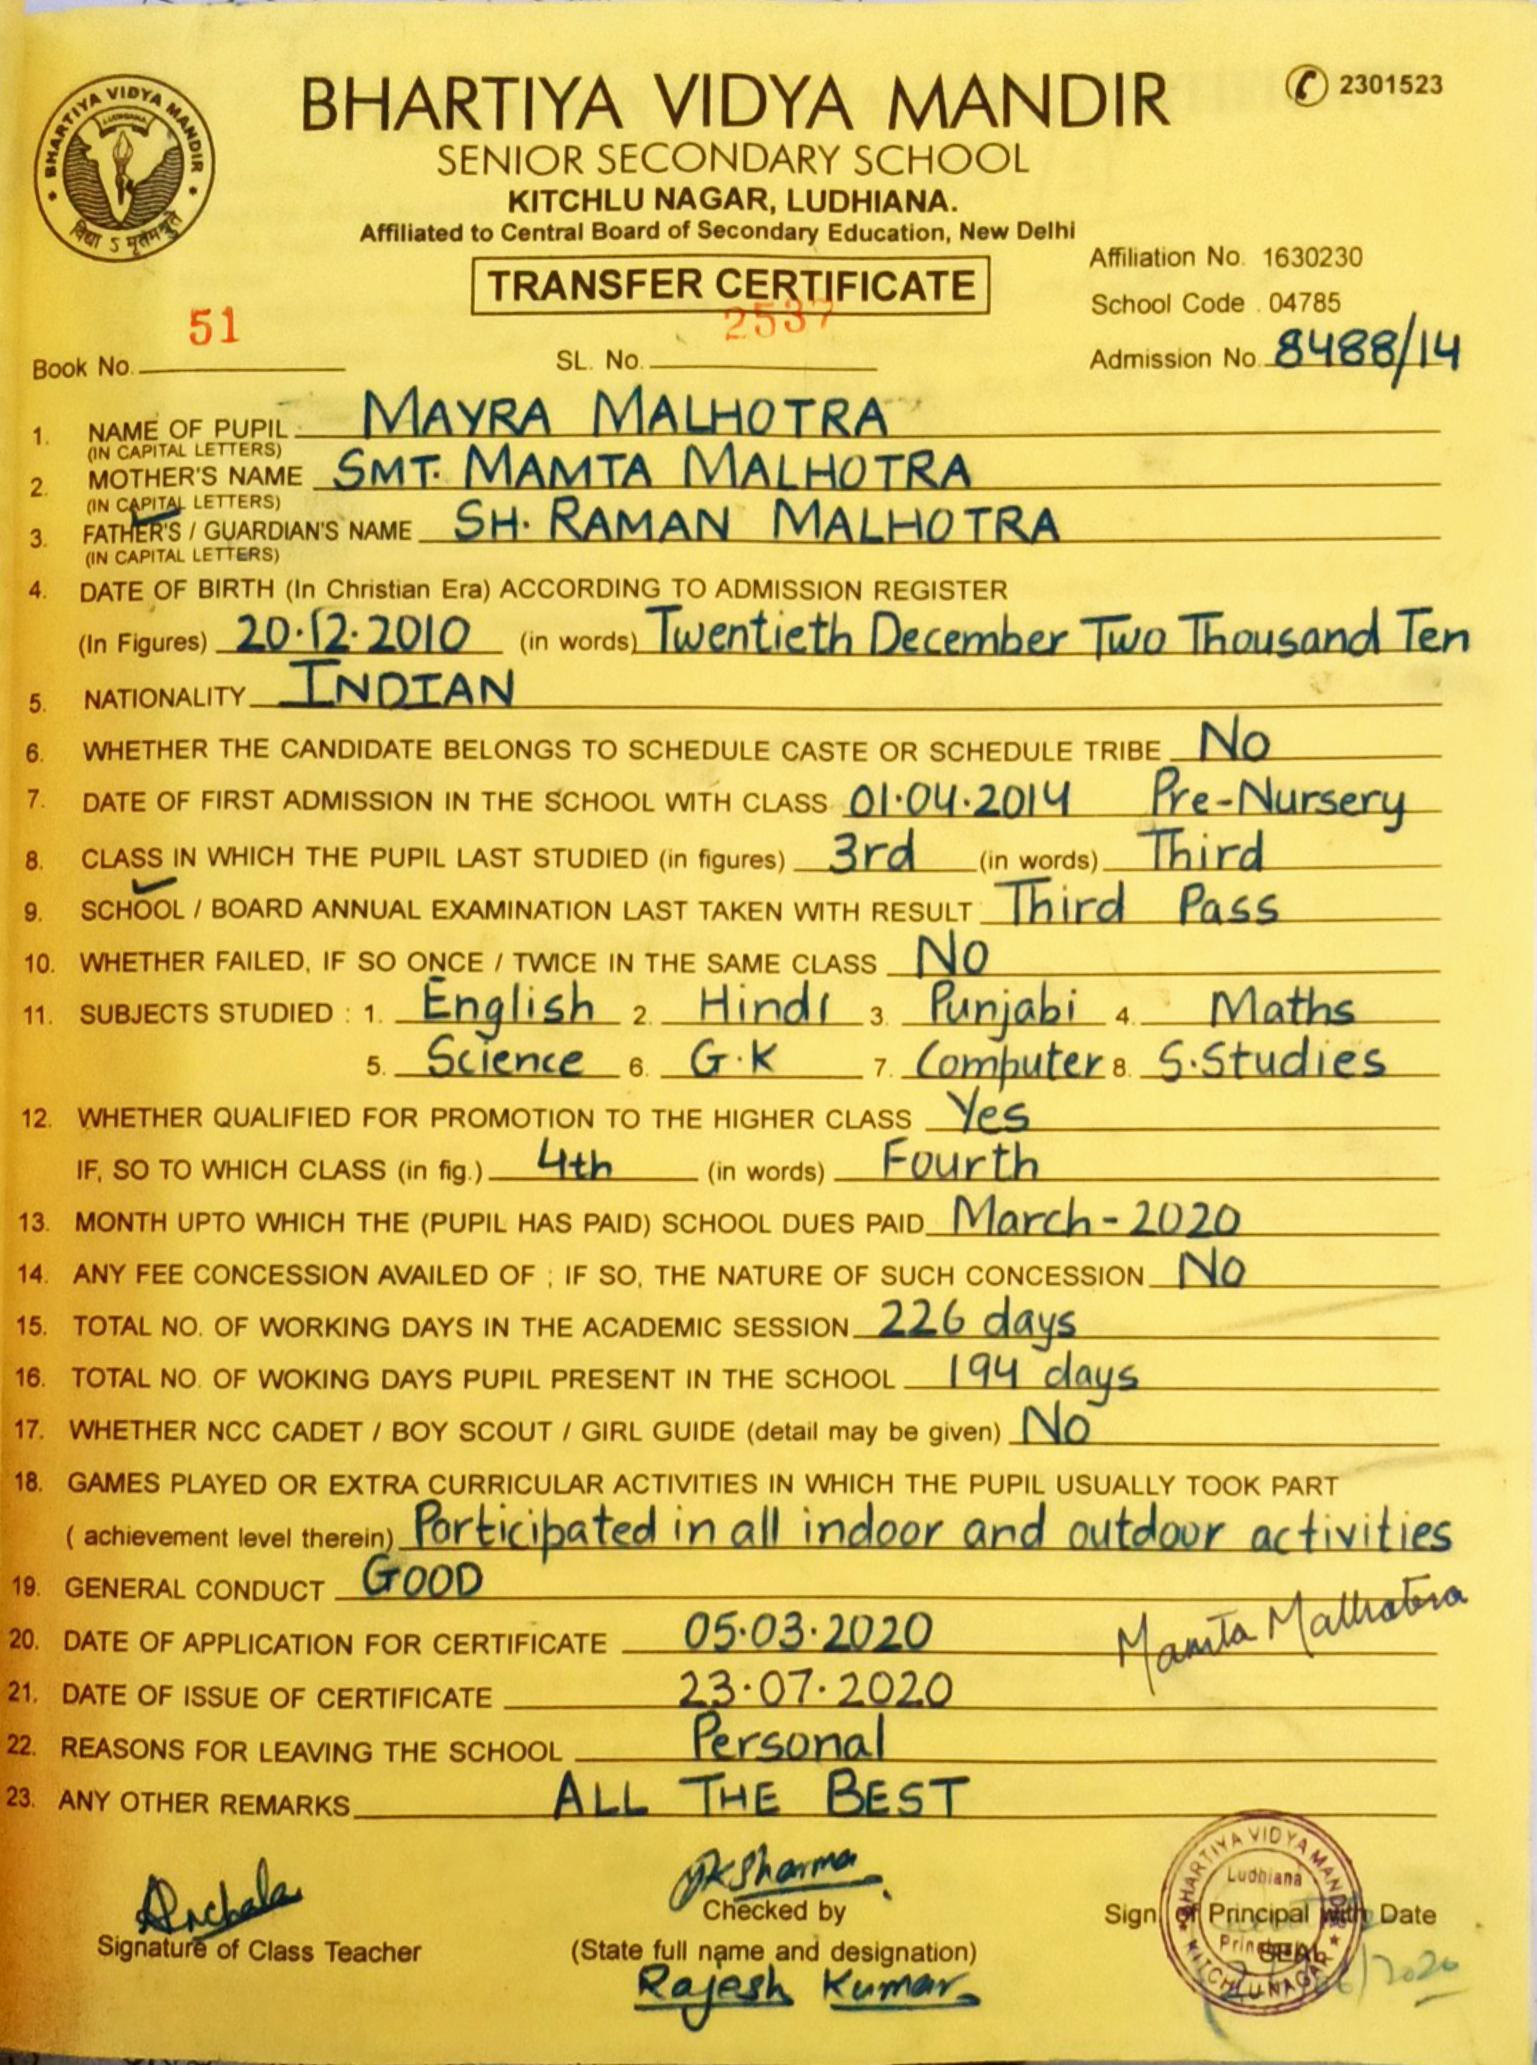 BHARTIYA VIDYA MANDIR
LUDHIANA
विद्या ऽ मृतमश्नुते
BHARTIYA VIDYA MANDIR
2301523
SENIOR SECONDARY SCHOOL
KITCHLU NAGAR, LUDHIANA.
Affiliated to Central Board of Secondary Education, New Delhi
TRANSFER CERTIFICATE
Affiliation No. 1630230
School Code . 04785
Book No. 51 SL. No. 2537 Admission No. 8488/14
1. NAME OF PUPIL MAYRA MALHOTRA
(IN CAPITAL LETTERS)
2. MOTHER'S NAME SMT. MAMTA MALHOTRA
(IN CAPITAL LETTERS)
3. FATHER'S / GUARDIAN'S NAME SH. RAMAN MALHOTRA
(IN CAPITAL LETTERS)
4. DATE OF BIRTH (In Christian Era) ACCORDING TO ADMISSION REGISTER
(In Figures) 20.12.2010 (in words) Twentieth December Two Thousand Ten
5. NATIONALITY INDIAN
6. WHETHER THE CANDIDATE BELONGS TO SCHEDULE CASTE OR SCHEDULE TRIBE No
7. DATE OF FIRST ADMISSION IN THE SCHOOL WITH CLASS 01.04.2014 Pre-Nursery
8. CLASS IN WHICH THE PUPIL LAST STUDIED (in figures) 3rd (in words) Third
9. SCHOOL / BOARD ANNUAL EXAMINATION LAST TAKEN WITH RESULT Third Pass
10. WHETHER FAILED, IF SO ONCE / TWICE IN THE SAME CLASS NO
11. SUBJECTS STUDIED : 1. English 2. Hindi 3. Punjabi 4. Maths
5. Science 6. G.K 7. Computer 8. S.Studies
12. WHETHER QUALIFIED FOR PROMOTION TO THE HIGHER CLASS Yes
IF, SO TO WHICH CLASS (in fig.) 4th (in words) Fourth
13. MONTH UPTO WHICH THE (PUPIL HAS PAID) SCHOOL DUES PAID March-2020
14. ANY FEE CONCESSION AVAILED OF ; IF SO, THE NATURE OF SUCH CONCESSION No
15. TOTAL NO. OF WORKING DAYS IN THE ACADEMIC SESSION 226 days
16. TOTAL NO. OF WOKING DAYS PUPIL PRESENT IN THE SCHOOL 194 days
17. WHETHER NCC CADET / BOY SCOUT / GIRL GUIDE (detail may be given) No
18. GAMES PLAYED OR EXTRA CURRICULAR ACTIVITIES IN WHICH THE PUPIL USUALLY TOOK PART
( achievement level therein) Participated in all indoor and outdoor activities
19. GENERAL CONDUCT GOOD
20. DATE OF APPLICATION FOR CERTIFICATE 05.03.2020 Mamta Malhotra
21. DATE OF ISSUE OF CERTIFICATE 23.07.2020
22. REASONS FOR LEAVING THE SCHOOL Personal
23. ANY OTHER REMARKS ALL THE BEST
Anchala
Signature of Class Teacher
Sharma
Checked by
(State full name and designation)
Rajesh Kumar
Sign. of Principal with Date
SEAL
BHARTIYA VIDYA MANDIR
Ludhiana
Principal
KITCHLU NAGAR
2020